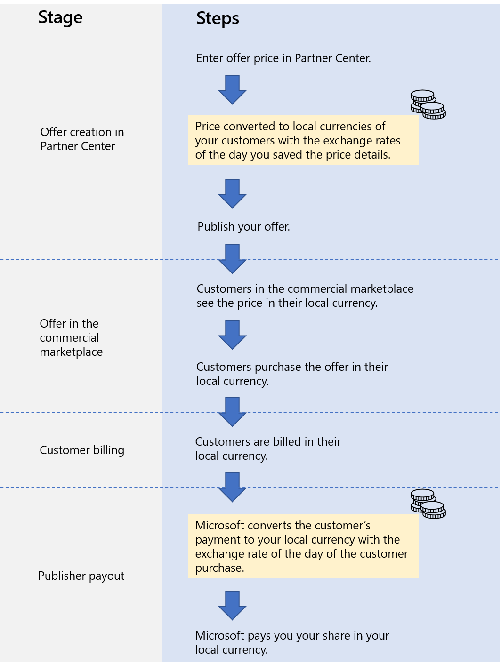 Stage
Steps
Enter offer price in Partner Center.
Offer creation in
Partner Center
Price converted to local currencies of
your customers with the exchange rates
of the day you saved the price details.
Publish your offer.
Offer in the
commercial
marketplace
Customers in the commercial marketplace
see the price in their local currency.
Customers purchase the offer in their
local currency.
Customer billing
Customers are billed in their
local currency.
Publisher payout
Microsoft converts the customer's
payment to your local currency with the
exchange rate of the day of the customer
purchase.
Microsoft pays you your share in your
local currency.